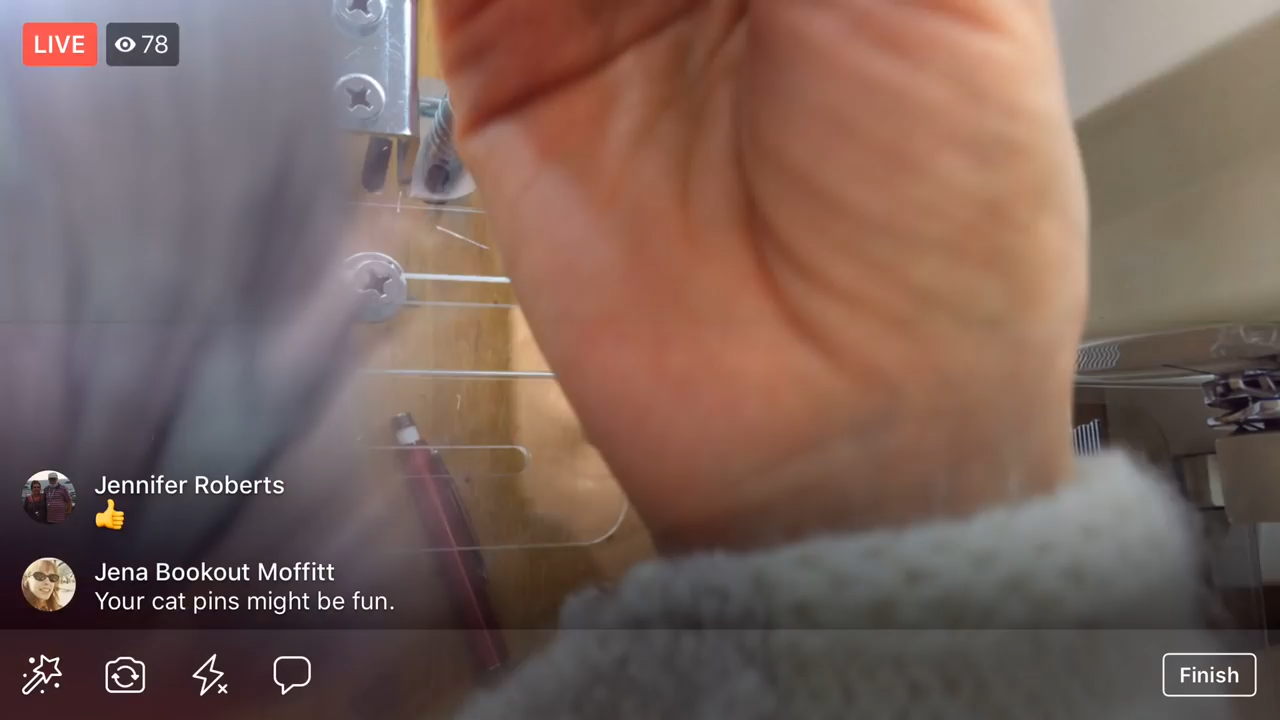 LIVE 78
Jennifer Roberts
👍
Jena Bookout Moffitt
Your cat pins might be fun.
Finish